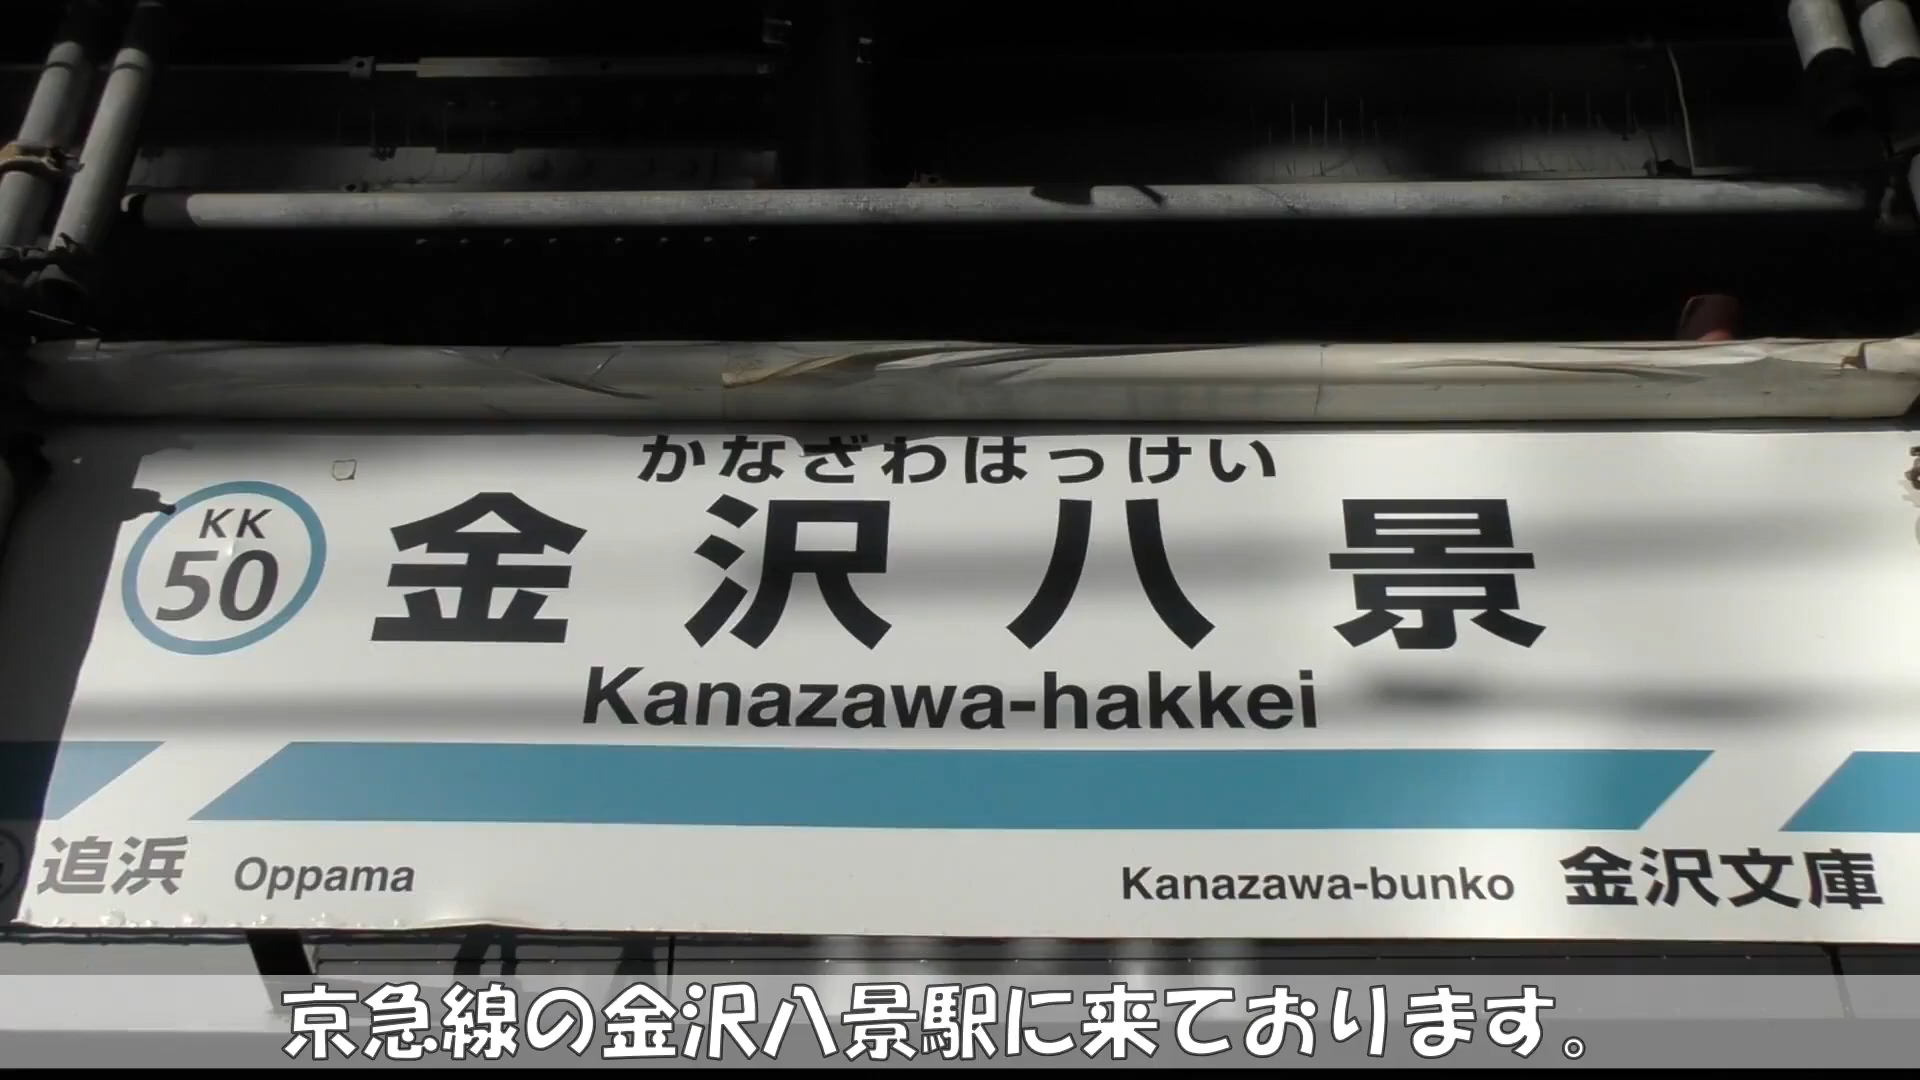 かなざわはっけい
KK
50
金沢八景
Kanazawa-hakkei
追浜 Oppama
Kanazawa-bunko 金沢文庫
京急線の金沢八景駅に来ております。